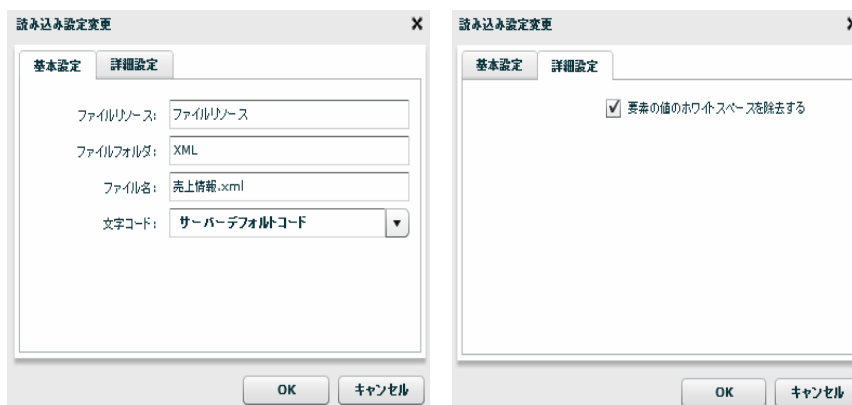 読み込み設定変更
基本設定 詳細設定
ファイルリソース: ファイルリソース
ファイルフォルダ: XML
ファイル名: 売上情報.xml
文字コード: サーバーデフォルトコード
OK キャンセル
読み込み設定変更
基本設定 詳細設定
要素の値のホワイトスペースを除去する
OK キャンセル